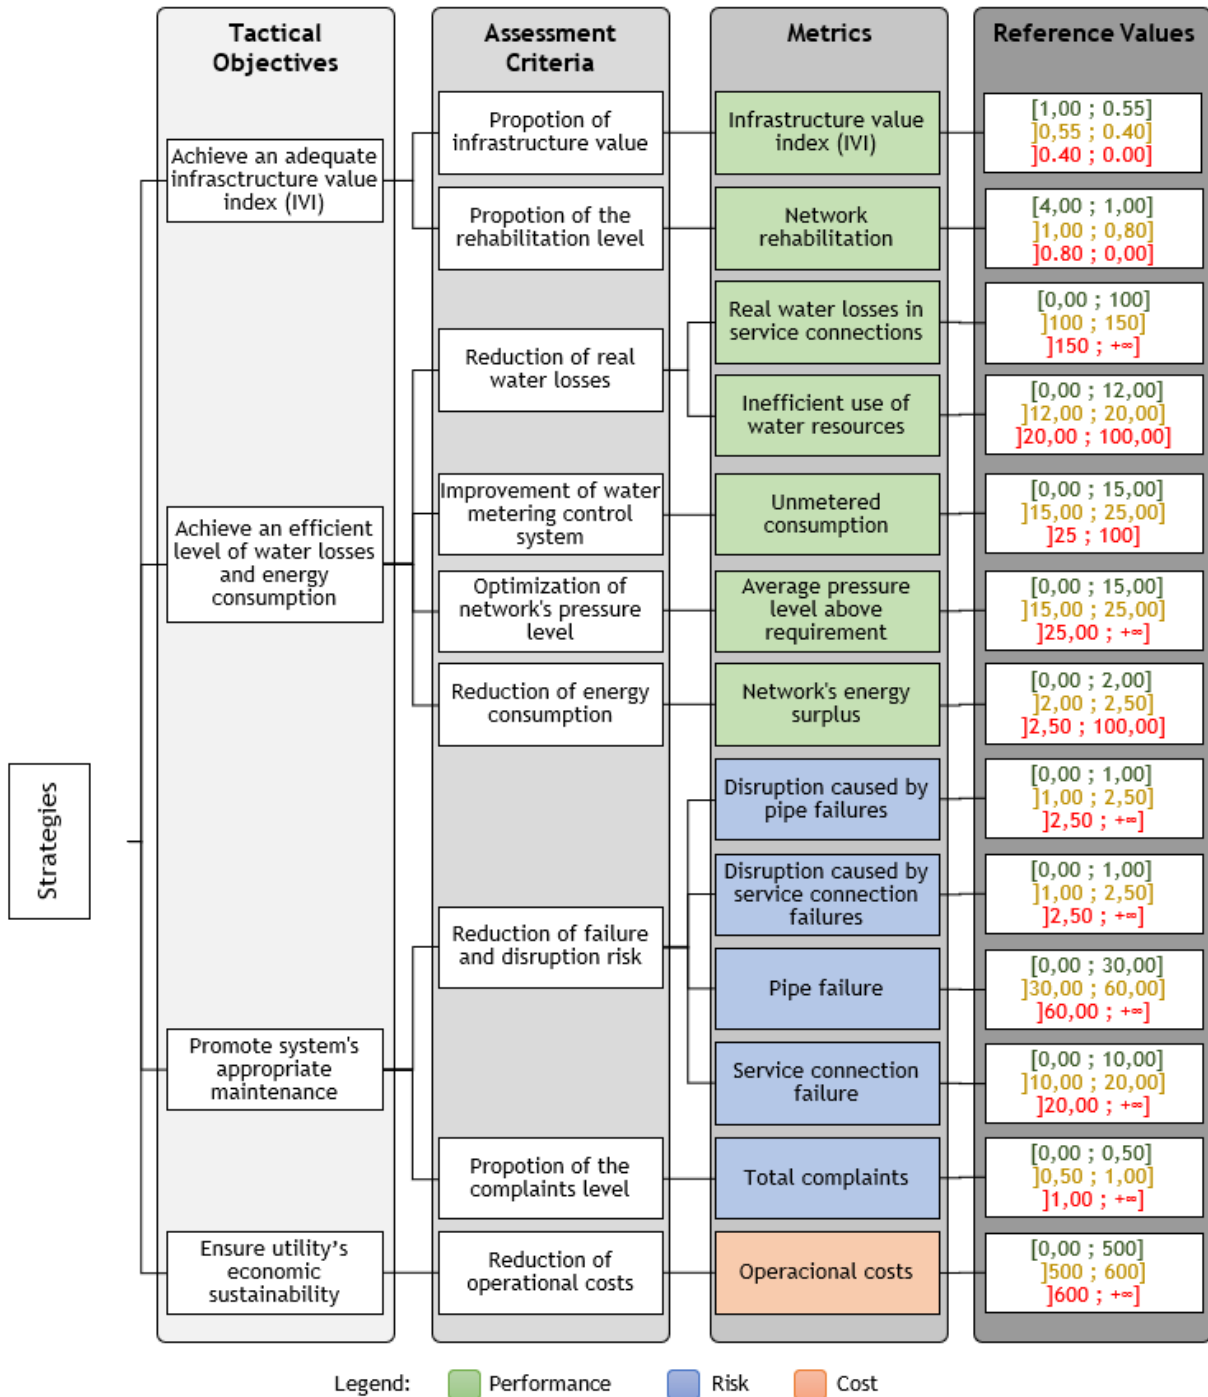 Tactical
Objectives
Assessment
Criteria
Metrics
Reference Values
Strategies
Achieve an adequate
infrasctructure value
index (IVI)
Propotion of
infrastructure value
Infrastructure value
index (IVI)
[1,00 ; 0.55]
]0,55 ; 0.40]
]0.40 ; 0.00]
Propotion of the
rehabilitation level
Network
rehabilitation
[4,00 ; 1,00]
]1,00 ; 0,80]
]0.80 ; 0,00]
Achieve an efficient
level of water losses
and energy
consumption
Reduction of real
water losses
Real water losses in
service connections
[0,00 ; 100]
]100 ; 150]
]150 ; +∞]
Inefficient use of
water resources
[0,00 ; 12,00]
]12,00 ; 20,00]
]20,00 ; 100,00]
Improvement of water
metering control
system
Unmetered
consumption
[0,00 ; 15,00]
]15,00 ; 25,00]
]25 ; 100]
Optimization of
network's pressure
level
Average pressure
level above
requirement
[0,00 ; 15,00]
]15,00 ; 25,00]
]25,00 ; +∞]
Reduction of energy
consumption
Network's energy
surplus
[0,00 ; 2,00]
]2,00 ; 2,50]
]2,50 ; 100,00]
Promote system's
appropriate
maintenance
Reduction of failure
and disruption risk
Disruption caused by
pipe failures
[0,00 ; 1,00]
]1,00 ; 2,50]
]2,50 ; +∞]
Disruption caused by
service connection
failures
[0,00 ; 1,00]
]1,00 ; 2,50]
]2,50 ; +∞]
Pipe failure
[0,00 ; 30,00]
]30,00 ; 60,00]
]60,00 ; +∞]
Service connection
failure
[0,00 ; 10,00]
]10,00 ; 20,00]
]20,00 ; +∞]
Propotion of the
complaints level
Total complaints
[0,00 ; 0,50]
]0,50 ; 1,00]
]1,00 ; +∞]
Ensure utility’s
economic
sustainability
Reduction of
operational costs
Operacional costs
[0,00 ; 500]
]500 ; 600]
]600 ; +∞]
Legend:
Performance
Risk
Cost